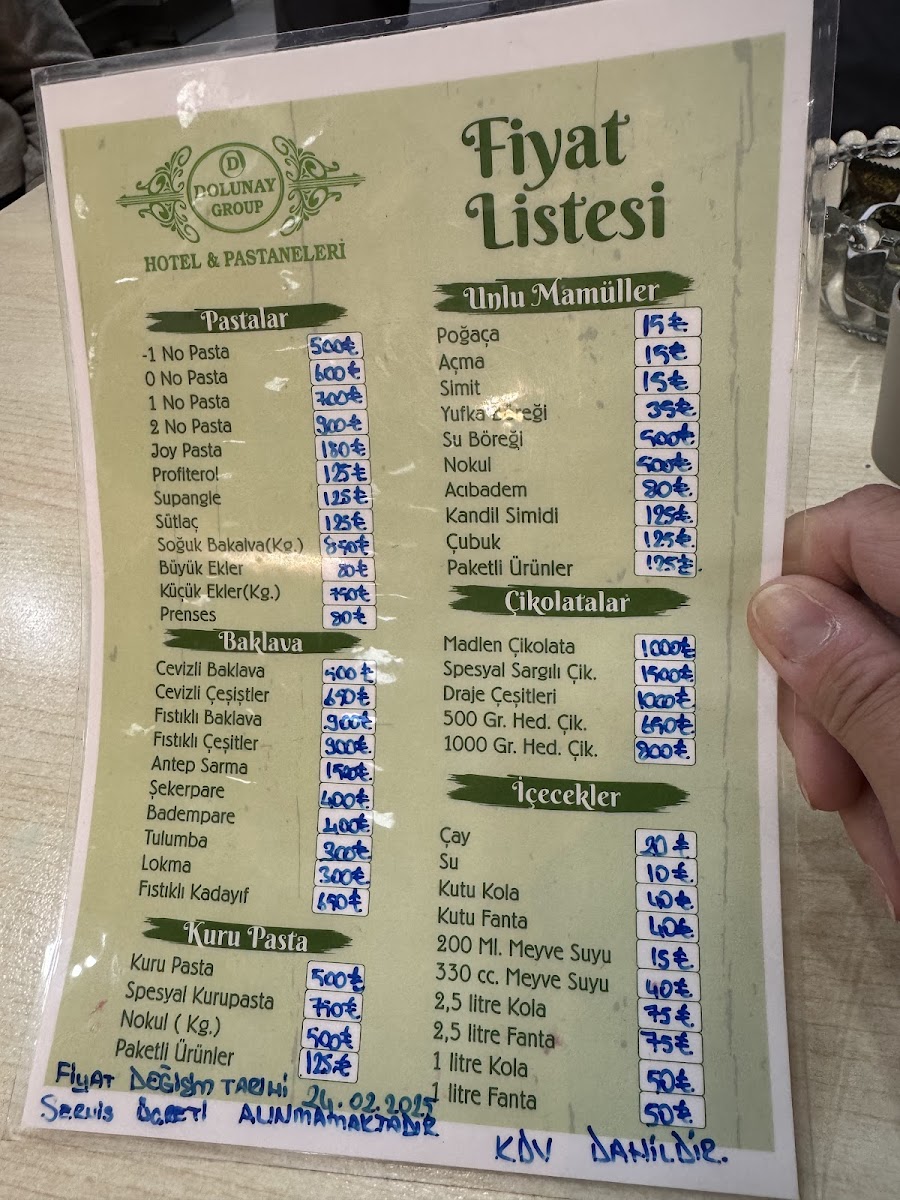 D
DOLUNAY
GROUP
HOTEL & PASTANELERİ
Fiyat
Listesi
Pastalar
-1 No Pasta 500₺
0 No Pasta 600₺
1 No Pasta 700₺
2 No Pasta 900₺
Joy Pasta 180₺
Profiterol 125₺
Supangle 125₺
Sütlaç 125₺
Soğuk Bakalva(Kg.) 850₺
Büyük Ekler 80₺
Küçük Ekler(Kg.) 750₺
Prenses 80₺
Baklava
Cevizli Baklava 500₺
Cevizli Çeşistler 650₺
Fıstıklı Baklava 900₺
Fıstıklı Çeşitler 900₺
Antep Sarma 1500₺
Şekerpare 400₺
Badempare 400₺
Tulumba 300₺
Lokma 300₺
Fıstıklı Kadayıf 650₺
Kuru Pasta
Kuru Pasta 500₺
Spesyal Kurupasta 750₺
Nokul ( Kg.) 500₺
Paketli Ürünler 125₺
Unlu Mamüller
Poğaça 15₺
Açma 15₺
Simit 15₺
Yufka Böreği 35₺
Su Böreği 500₺
Nokul 500₺
Acıbadem 80₺
Kandil Simidi 125₺
Çubuk 125₺
Paketli Ürünler 125₺
Çikolatalar
Madlen Çikolata 1000₺
Spesyal Sargılı Çik. 1500₺
Draje Çeşitleri 1000₺
500 Gr. Hed. Çik. 650₺
1000 Gr. Hed. Çik. 800₺
İçecekler
Çay 20₺
Su 10₺
Kutu Kola 40₺
Kutu Fanta 40₺
200 Ml. Meyve Suyu 15₺
330 cc. Meyve Suyu 40₺
2,5 litre Kola 75₺
2,5 litre Fanta 75₺
1 litre Kola 50₺
1 litre Fanta 50₺
FİYAT DEĞİŞİM TARİHİ 24.02.2025
SERVİS ÜCRETİ ALINMAMAKTADIR
KDV DAHİLDİR.